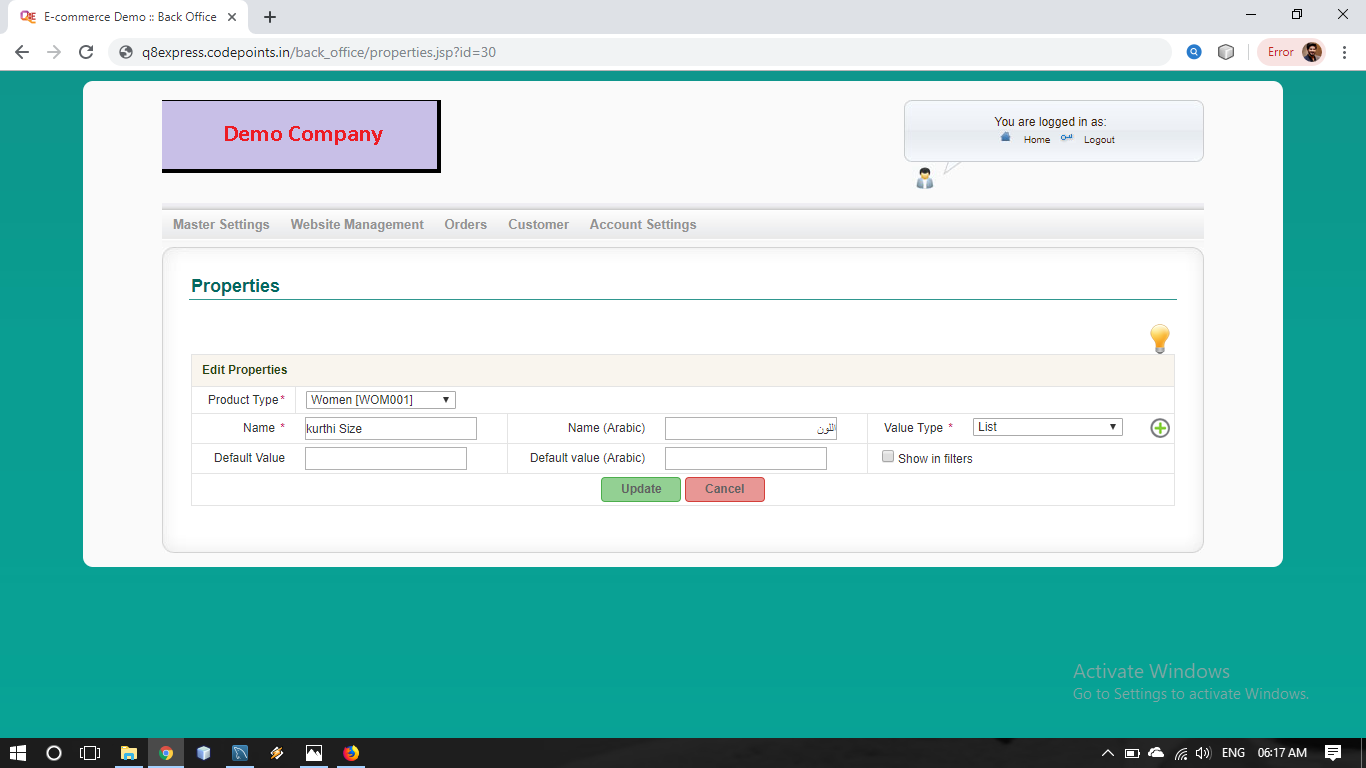 E-commerce Demo :: Back Office
q8express.codepoints.in/back_office/properties.jsp?id=30
Error
Demo Company
You are logged in as:
Home Logout
Master Settings Website Management Orders Customer Account Settings
Properties
Edit Properties
Product Type* Women [WOM001]
Name * kurthi Size Name (Arabic) اللون Value Type * List
Default Value Default value (Arabic) Show in filters
Update Cancel
Activate Windows
Go to Settings to activate Windows.
ENG 06:17 AM